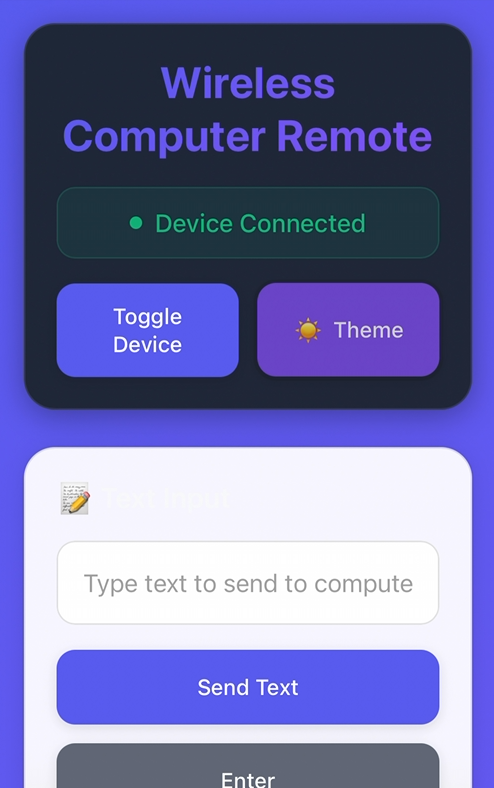 Wireless
Computer Remote
Device Connected
Toggle
Device
Theme
Text Input
Type text to send to compute
Send Text
Enter